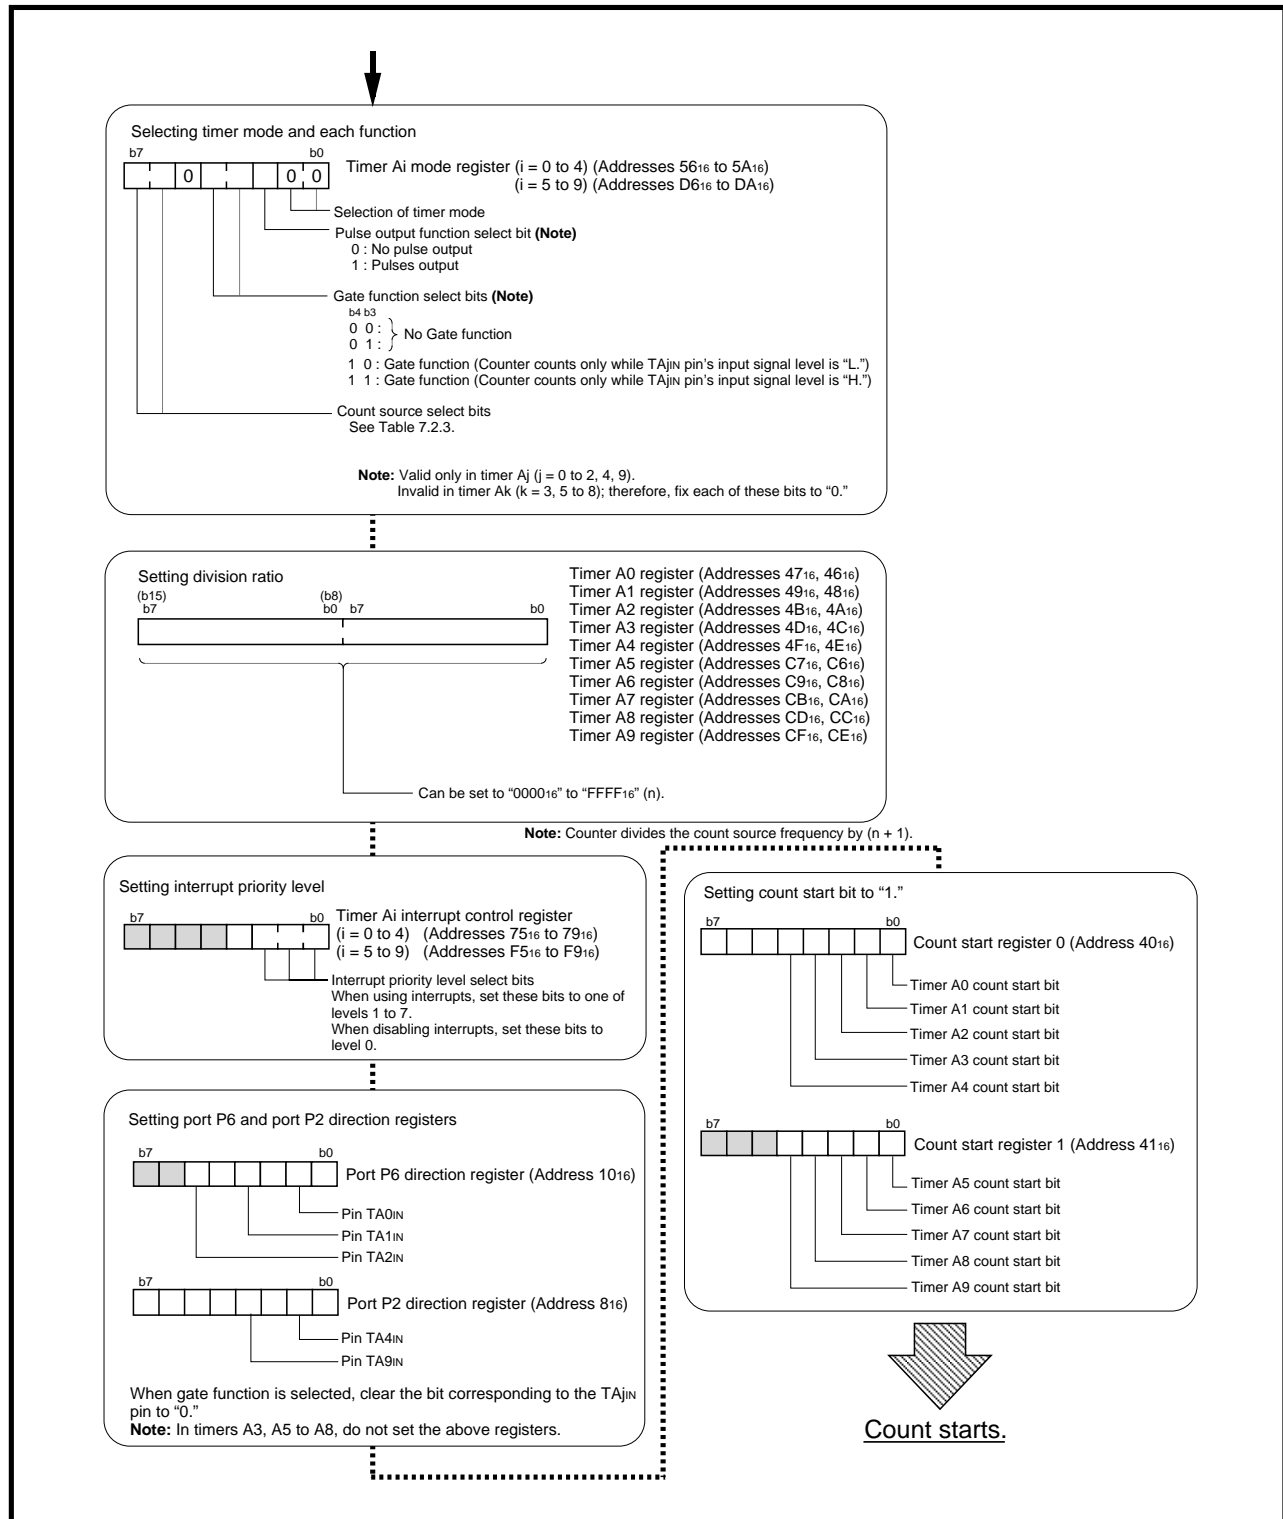 Selecting timer mode and each function
b7 b0
0 0 0
Timer Ai mode register (i = 0 to 4) (Addresses 5616 to 5A16)
(i = 5 to 9) (Addresses D616 to DA16)
Selection of timer mode
Pulse output function select bit (Note)
0 : No pulse output
1 : Pulses output
Gate function select bits (Note)
b4 b3
0 0 :
0 1 :
No Gate function
1 0 : Gate function (Counter counts only while TAjIN pin’s input signal level is “L.”)
1 1 : Gate function (Counter counts only while TAjIN pin’s input signal level is “H.”)
Count source select bits
See Table 7.2.3.
Note: Valid only in timer Aj (j = 0 to 2, 4, 9).
Invalid in timer Ak (k = 3, 5 to 8); therefore, fix each of these bits to “0.”
Setting division ratio
(b15) (b8)
b7 b0 b7 b0
Timer A0 register (Addresses 4716, 4616)
Timer A1 register (Addresses 4916, 4816)
Timer A2 register (Addresses 4B16, 4A16)
Timer A3 register (Addresses 4D16, 4C16)
Timer A4 register (Addresses 4F16, 4E16)
Timer A5 register (Addresses C716, C616)
Timer A6 register (Addresses C916, C816)
Timer A7 register (Addresses CB16, CA16)
Timer A8 register (Addresses CD16, CC16)
Timer A9 register (Addresses CF16, CE16)
Can be set to “000016” to “FFFF16” (n).
Note: Counter divides the count source frequency by (n + 1).
Setting interrupt priority level
b7 b0
Timer Ai interrupt control register
(i = 0 to 4) (Addresses 7516 to 7916)
(i = 5 to 9) (Addresses F516 to F916)
Interrupt priority level select bits
When using interrupts, set these bits to one of
levels 1 to 7.
When disabling interrupts, set these bits to
level 0.
Setting port P6 and port P2 direction registers
b7 b0
Port P6 direction register (Address 1016)
Pin TA0IN
Pin TA1IN
Pin TA2IN
b7 b0
Port P2 direction register (Address 816)
Pin TA4IN
Pin TA9IN
When gate function is selected, clear the bit corresponding to the TAjIN
pin to “0.”
Note: In timers A3, A5 to A8, do not set the above registers.
Setting count start bit to “1.”
b7 b0
Count start register 0 (Address 4016)
Timer A0 count start bit
Timer A1 count start bit
Timer A2 count start bit
Timer A3 count start bit
Timer A4 count start bit
b7 b0
Count start register 1 (Address 4116)
Timer A5 count start bit
Timer A6 count start bit
Timer A7 count start bit
Timer A8 count start bit
Timer A9 count start bit
Count starts.